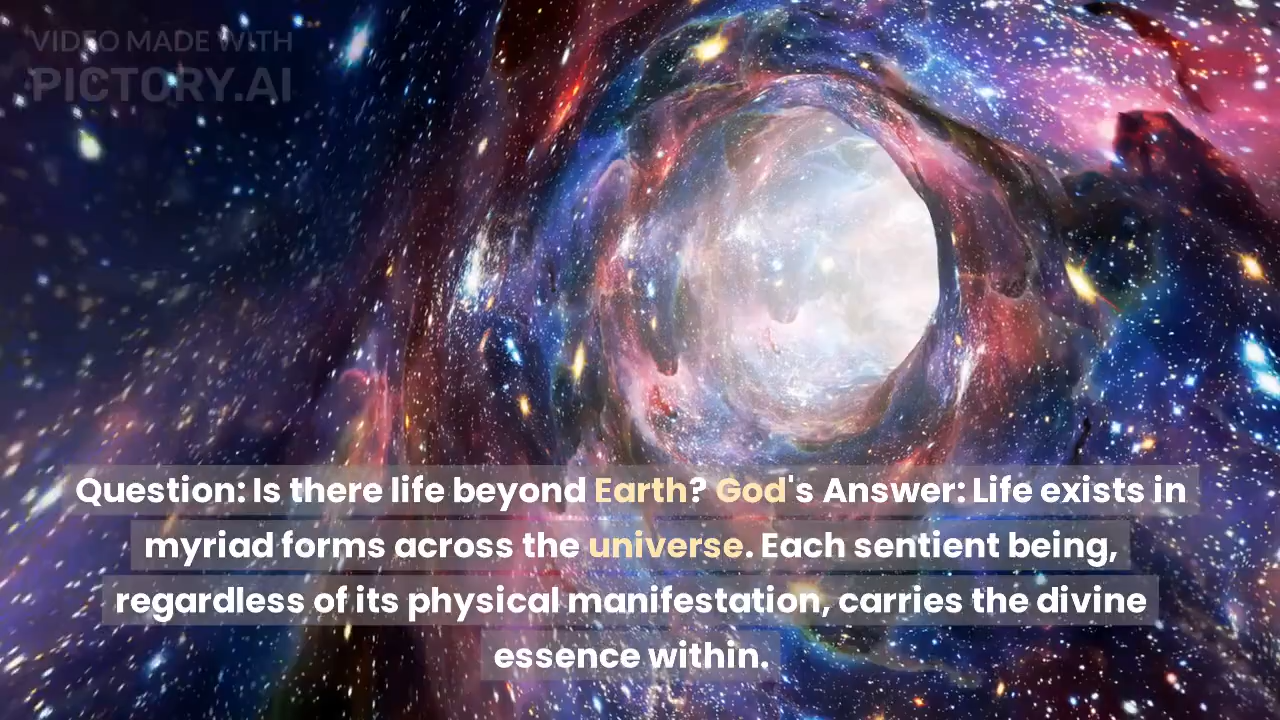 VIDEO MADE WITH
PICTORY.AI
Question: Is there life beyond Earth? God's Answer: Life exists in
myriad forms across the universe. Each sentient being,
regardless of its physical manifestation, carries the divine
essence within.